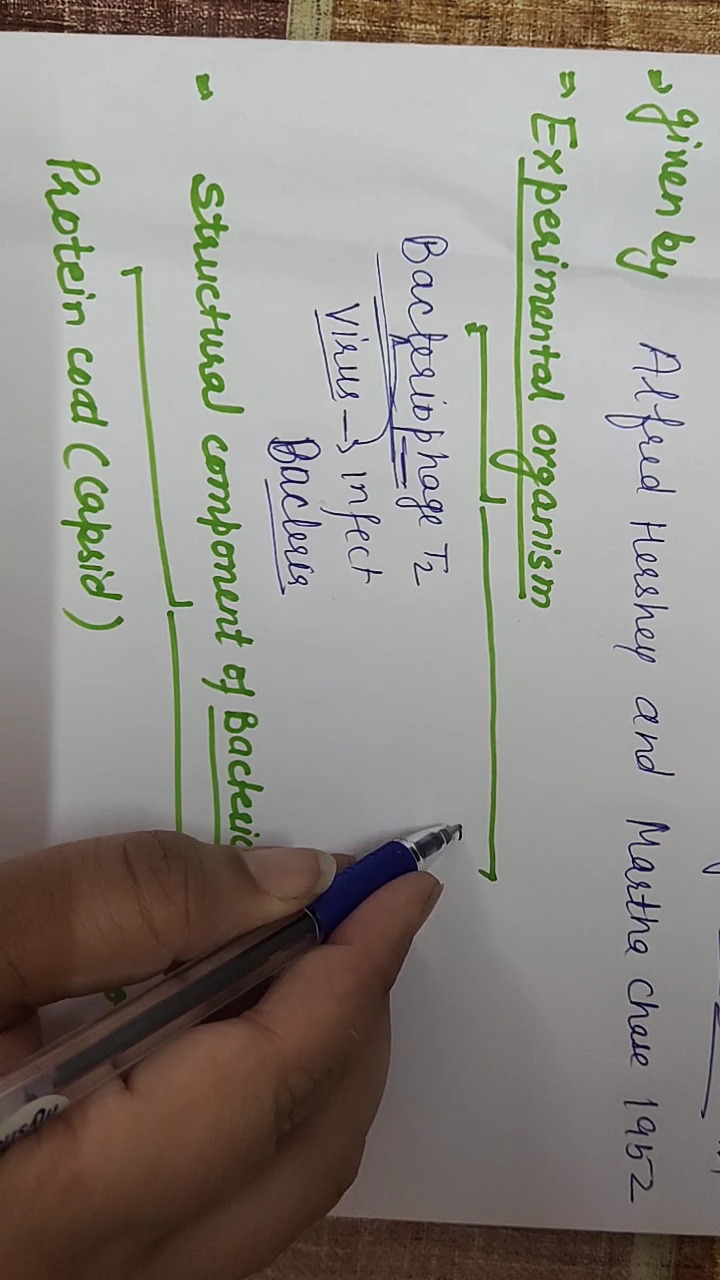 ⇒ given by Alfred Hershey and Martha Chase 1952
⇒ Experimental organism
Bacteriophage T2
Virus → infect
Bacteria
⇒ Structural component of Bacteri
Protein coad (capsid)